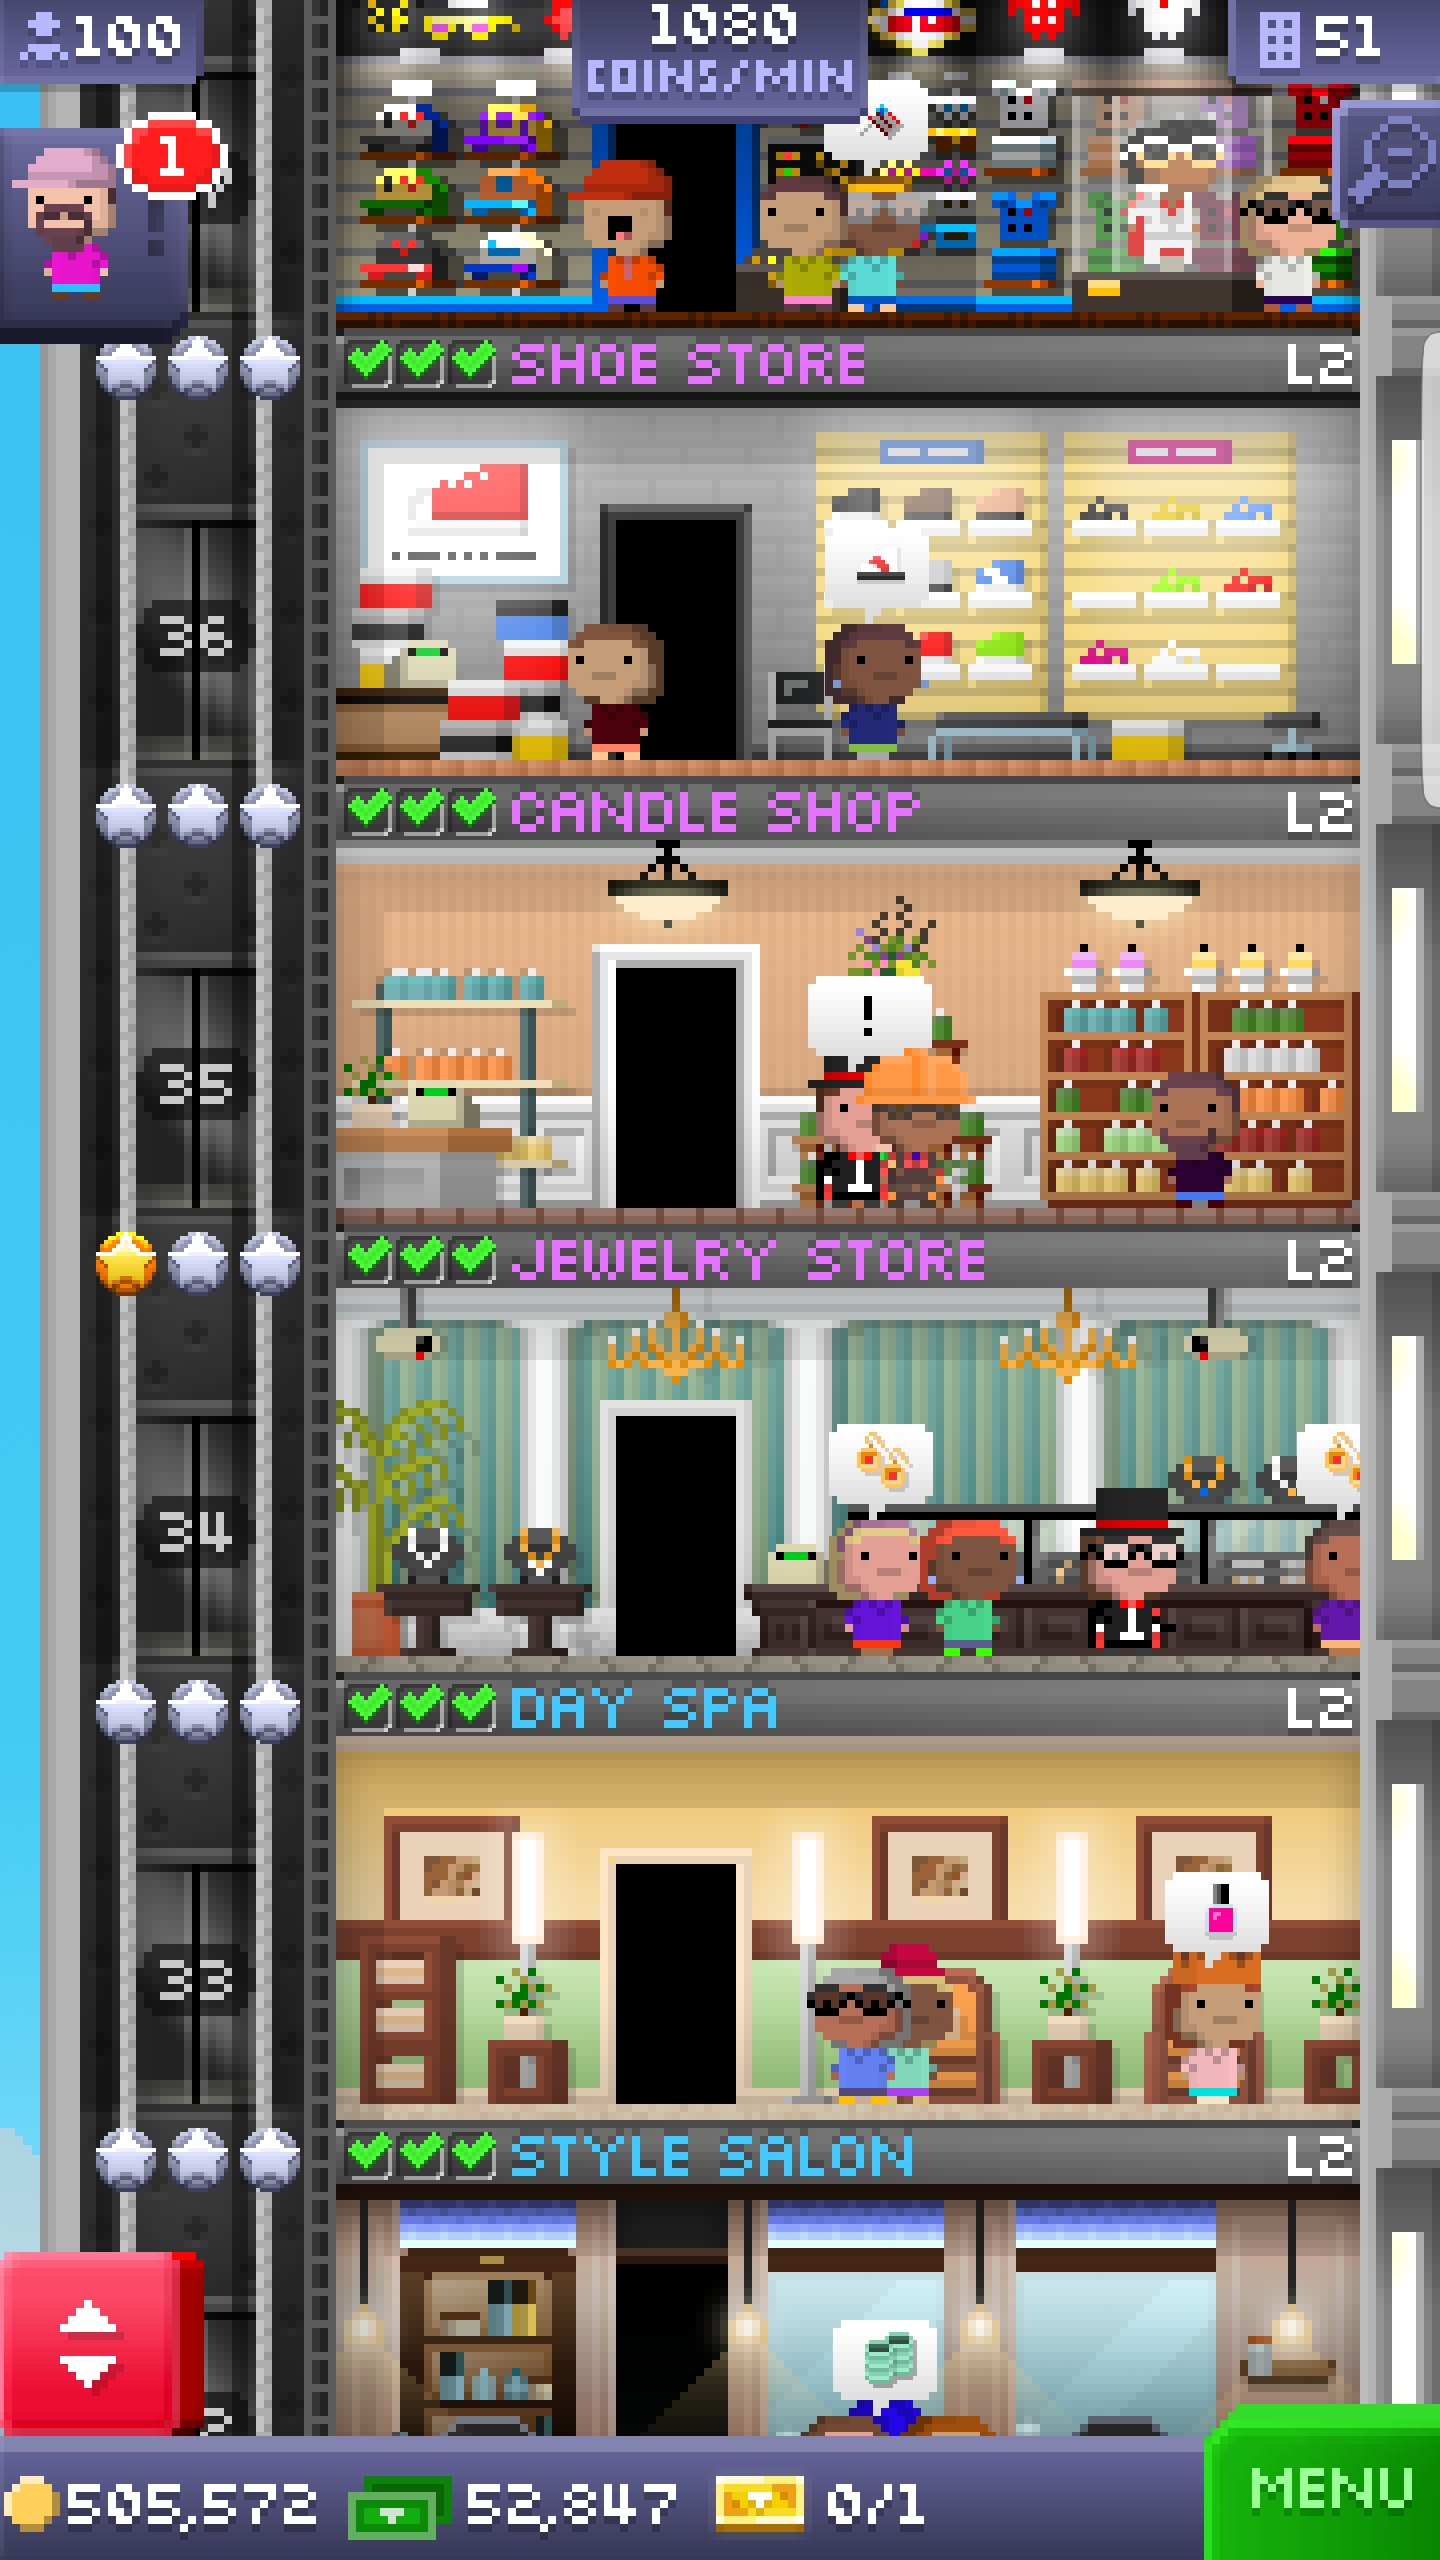 100
1080
COINS/MIN
51
1
SHOE STORE L2
36
CANDLE SHOP L2
!
35
JEWELRY STORE L2
34
DAY SPA L2
33
STYLE SALON L2
505,572 52,847 0/1
MENU